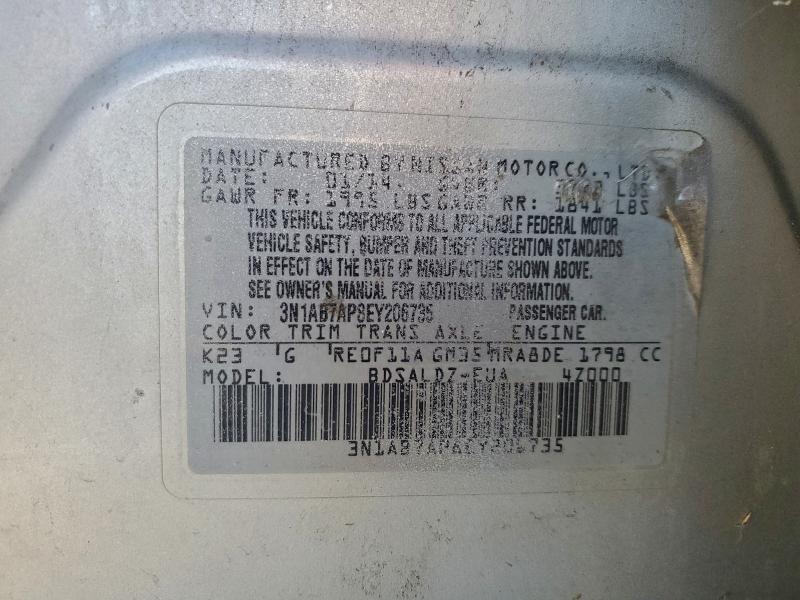 MANUFACTURED BY NISSAN MOTOR CO., LTD.
DATE: 01/14. LBS
GAWR FR: 1995 LBS GAWR RR: 1841 LBS
THIS VEHICLE CONFORMS TO ALL APPLICABLE FEDERAL MOTOR
VEHICLE SAFETY, BUMPER AND THEFT PREVENTION STANDARDS
IN EFFECT ON THE DATE OF MANUFACTURE SHOWN ABOVE.
SEE OWNER'S MANUAL FOR ADDITIONAL INFORMATION.
VIN: 3N1AB7AP8EY206735 PASSENGER CAR.
COLOR TRIM TRANS AXLE ENGINE
K23 G RE0F11A GM35 MRA8DE 1798 CC
MODEL: BDSALDZ-EUA 4Z000